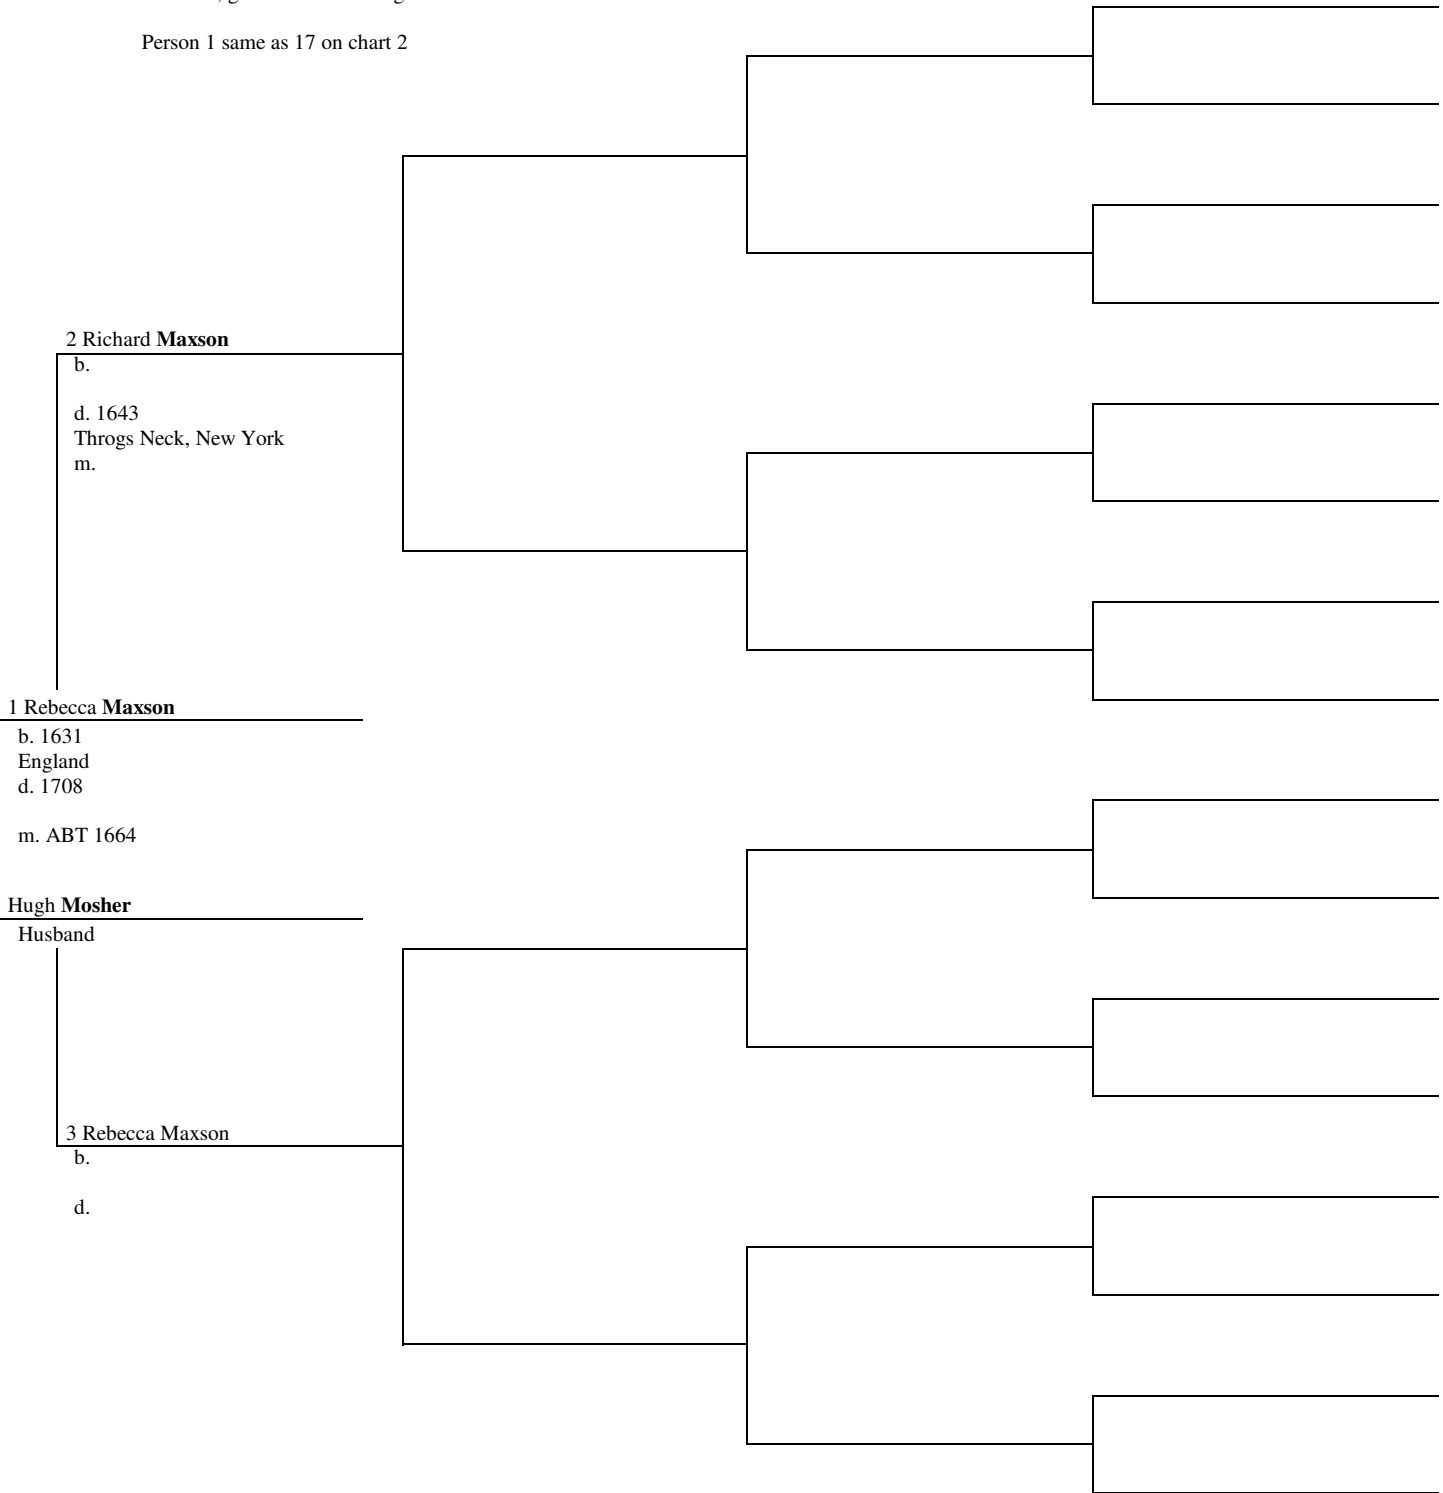 Person 1 same as 17 on chart 2
2 Richard Maxson
b.
d. 1643
Throgs Neck, New York
m.
1 Rebecca Maxson
b. 1631
England
d. 1708
m. ABT 1664
Hugh Mosher
Husband
3 Rebecca Maxson
b.
d.